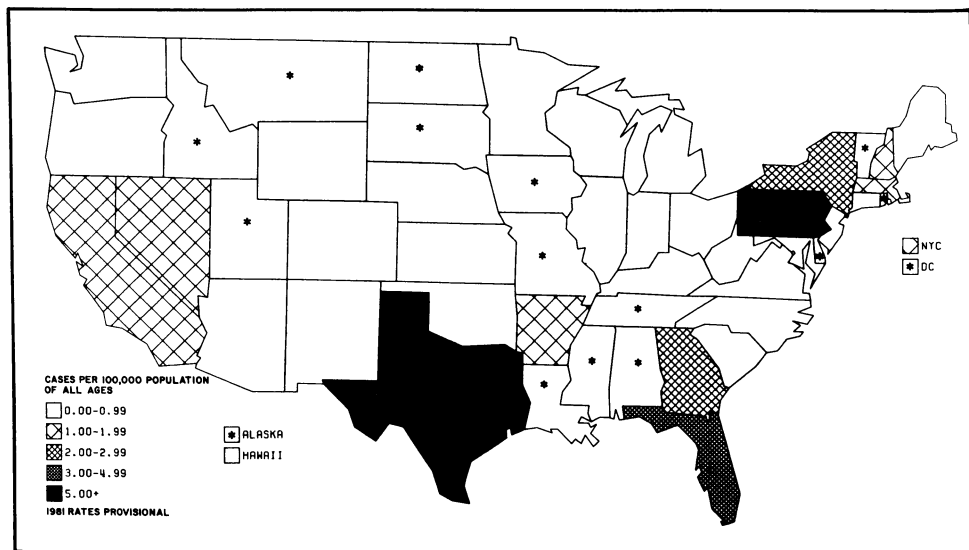 NYC
* DC
CASES PER 100,000 POPULATION
OF ALL AGES
0.00-0.99
1.00-1.99
2.00-2.99
3.00-4.99
5.00+
1981 RATES PROVISIONAL
* ALASKA
HAWAII